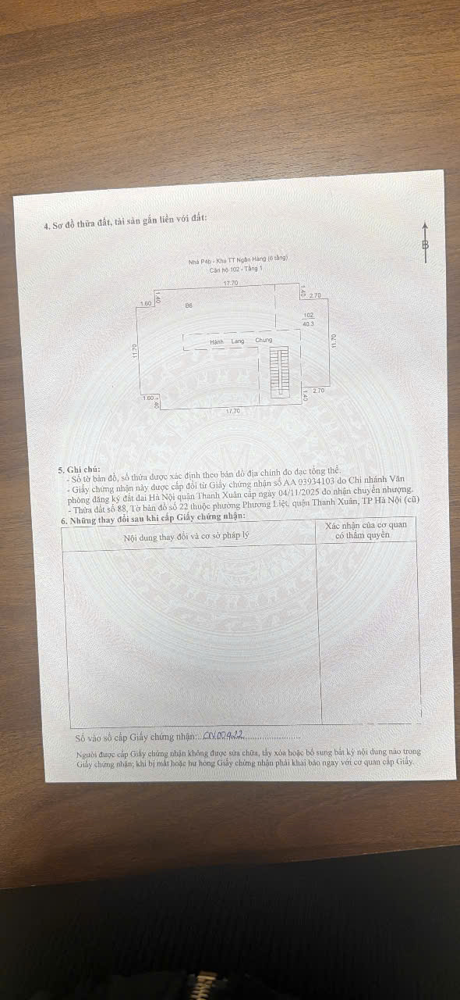 4. Sơ đồ thửa đất, tài sản gắn liền với đất:
B
Nhà P4b - Khu TT Ngân Hàng (6 tầng)
Căn hộ 102 - Tầng 1
17.70
1.40
1.40
2.70
1.60
B6
102
40.3
11.70
Hành Lang Chung
11.70
1.60
1.40
1.40
2.70
17.70
5. Ghi chú:
- Số tờ bản đồ, số thửa được xác định theo bản đồ địa chính đo đạc tổng thể.
- Giấy chứng nhận này được cấp đổi từ Giấy chứng nhận số AA 03934103 do Chi nhánh Văn
phòng đăng ký đất đai Hà Nội quận Thanh Xuân cấp ngày 04/11/2025 do nhận chuyển nhượng.
- Thửa đất số 88, Tờ bản đồ số 22 thuộc phường Phương Liệt, quận Thanh Xuân, TP Hà Nội (cũ)
6. Những thay đổi sau khi cấp Giấy chứng nhận:
Nội dung thay đổi và cơ sở pháp lý
Xác nhận của cơ quan
có thẩm quyền
Số vào sổ cấp Giấy chứng nhận: CN00422
Người được cấp Giấy chứng nhận không được sửa chữa, tẩy xóa hoặc bổ sung bất kỳ nội dung nào trong
Giấy chứng nhận; khi bị mất hoặc hư hỏng Giấy chứng nhận phải khai báo ngay với cơ quan cấp Giấy.